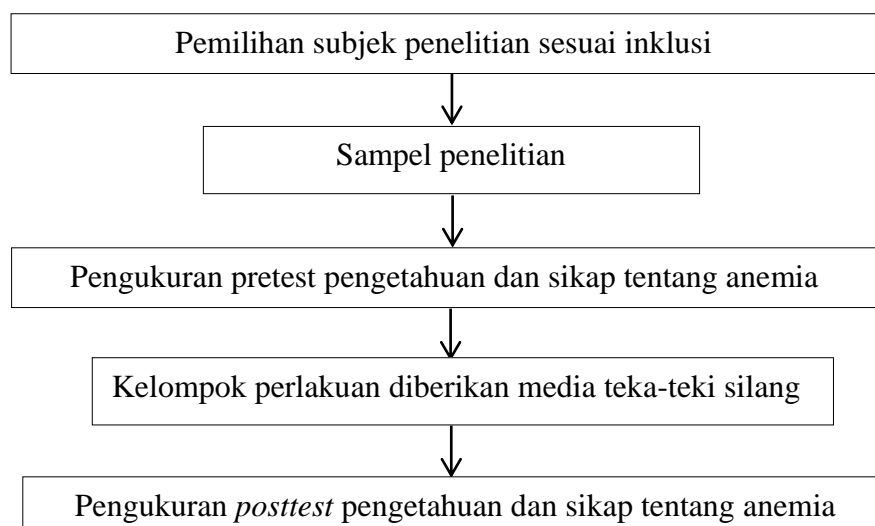 Pemilihan subjek penelitian sesuai inklusi
Sampel penelitian
Pengukuran pretest pengetahuan dan sikap tentang anemia
Kelompok perlakuan diberikan media teka-teki silang
Pengukuran posttest pengetahuan dan sikap tentang anemia